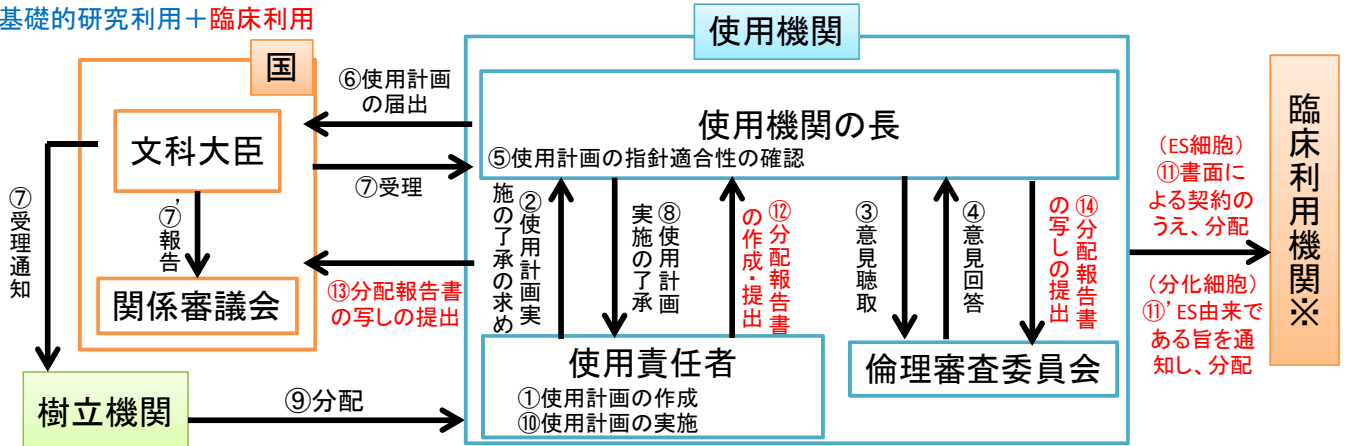 基礎的研究利用＋臨床利用
使用機関
国
⑥使用計画
の届出
文科大臣
使用機関の長
⑤使用計画の指針適合性の確認
⑦受理
⑦受理通知
⑦'報告
関係審議会
⑬分配報告書
の写しの提出
②使用計画実
施の了承の求め
⑧使用計画
実施の了承
⑫分配報告書
の作成・提出
③意見聴取
④意見回答
⑭分配報告書
の写しの提出
使用責任者
①使用計画の作成
⑩使用計画の実施
倫理審査委員会
樹立機関
⑨分配
（ES細胞）
⑪書面に
よる契約の
うえ、分配
（分化細胞）
⑪'ES由来で
ある旨を通
知し、分配
臨床利用機関※